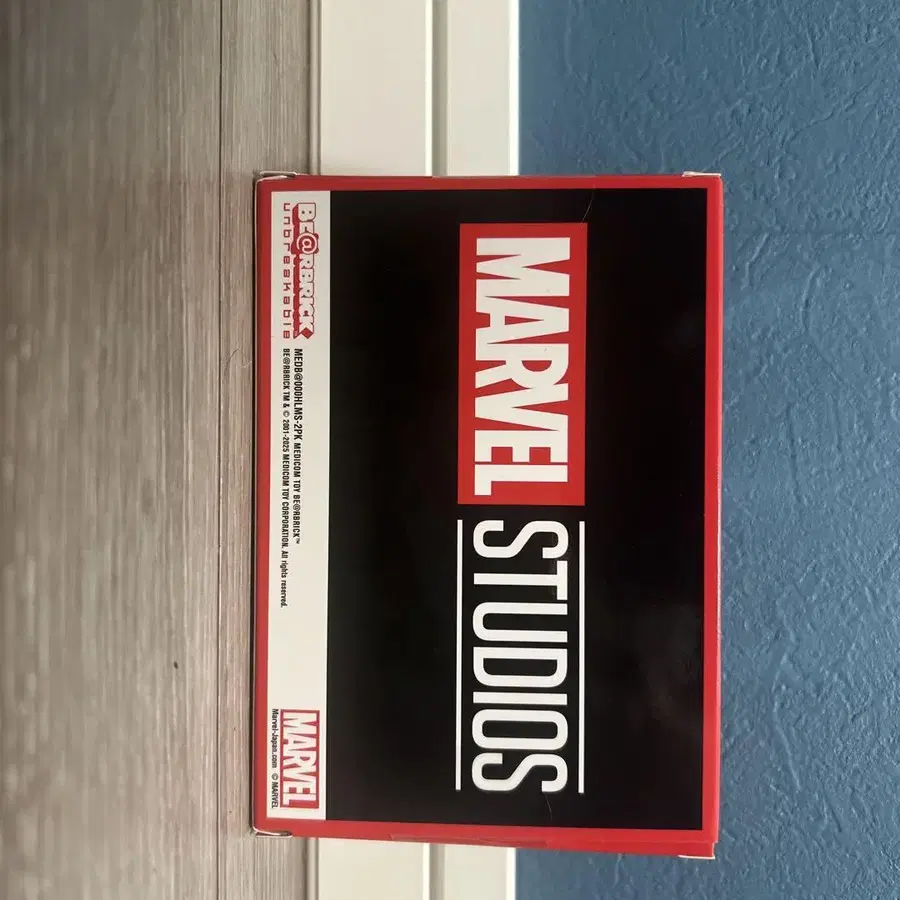 MARVEL STUDIOS
BE@RBRICK
unbreakable
MEDB@000HLMS-2PK MEDICOM TOY BE@RBRICK™
BE@RBRICK TM & © 2001-2025 MEDICOM TOY CORPORATION. All rights reserved.
MARVEL
Marvel-Japan.com © MARVEL